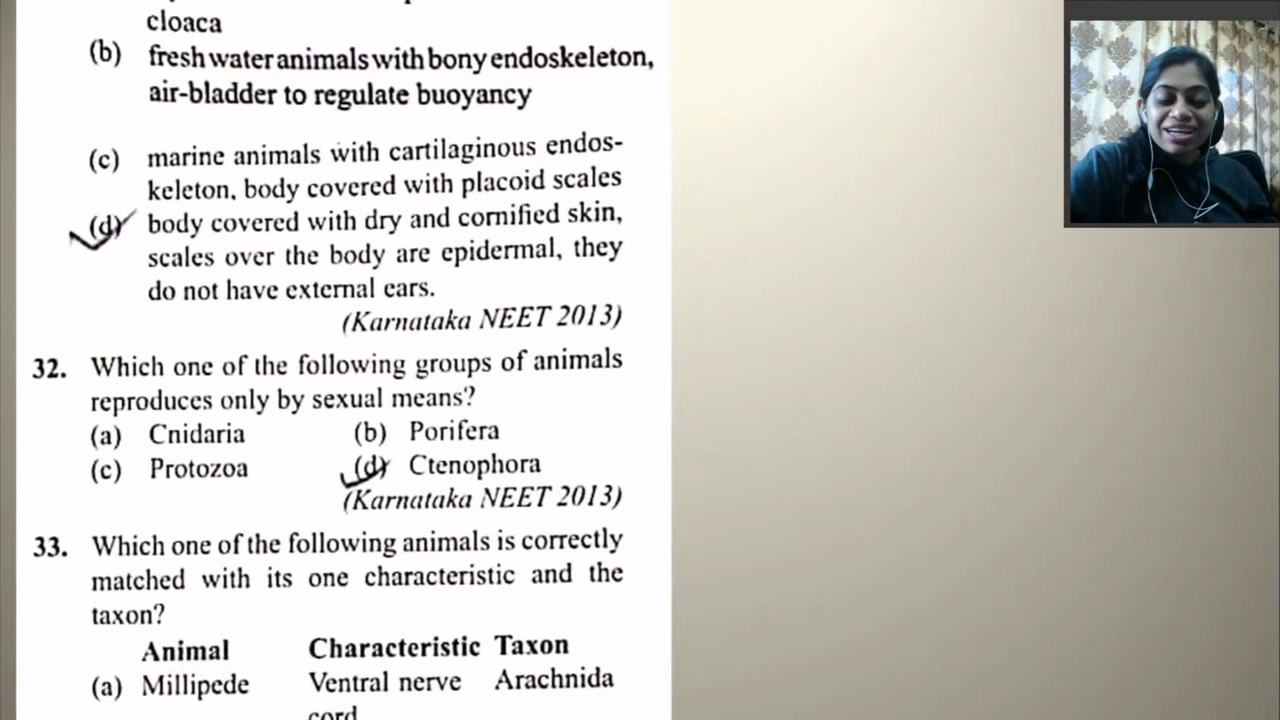 cloaca
(b) fresh water animals with bony endoskeleton,
air-bladder to regulate buoyancy
(c) marine animals with cartilaginous endos-
keleton, body covered with placoid scales
(d) body covered with dry and cornified skin,
scales over the body are epidermal, they
do not have external ears.
(Karnataka NEET 2013)
32. Which one of the following groups of animals
reproduces only by sexual means?
(a) Cnidaria (b) Porifera
(c) Protozoa (d) Ctenophora
(Karnataka NEET 2013)
33. Which one of the following animals is correctly
matched with its one characteristic and the
taxon?
Animal Characteristic Taxon
(a) Millipede Ventral nerve Arachnida
cord